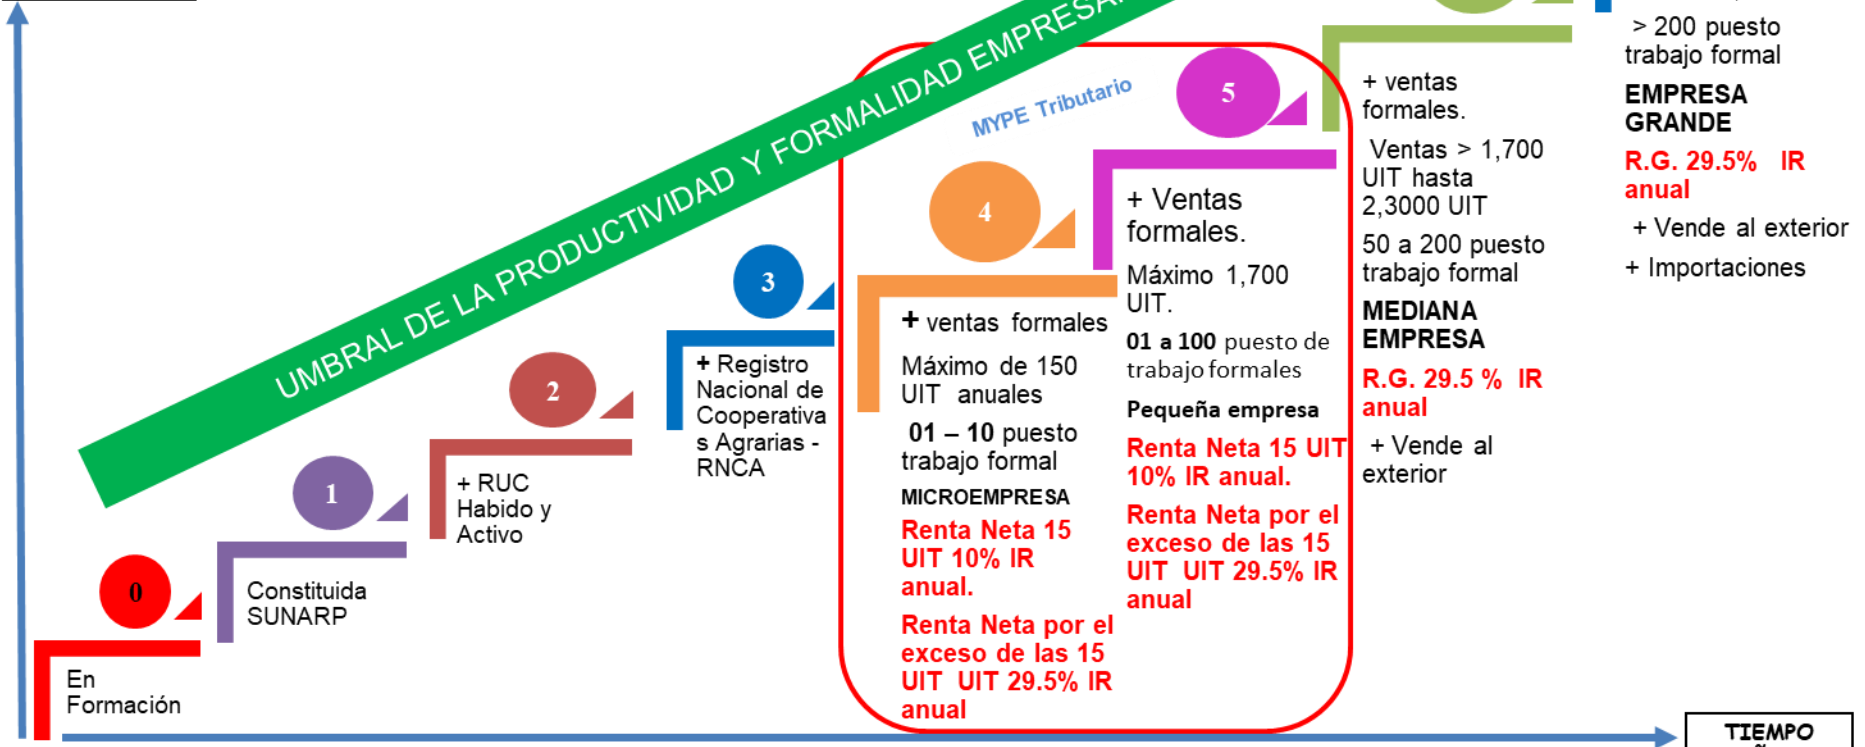 UMBRAL DE LA PRODUCTIVIDAD Y FORMALIDAD
MYPE Tributario
0
En
Formación
1
Constituida
SUNARP
2
+ RUC
Habido y
Activo
3
+ Registro
Nacional de
Cooperativa
s Agrarias -
RNCA
4
+ ventas formales
Máximo de 150
UIT anuales
01 – 10 puesto
trabajo formal
MICROEMPRESA
Renta Neta 15
UIT 10% IR
anual.
Renta Neta por el
exceso de las 15
UIT UIT 29.5% IR
anual
5
+ Ventas
formales.
Máximo 1,700
UIT.
01 a 100 puesto de
trabajo formales
Pequeña empresa
Renta Neta 15 UIT
10% IR anual.
Renta Neta por el
exceso de las 15
UIT UIT 29.5% IR
anual
+ ventas
formales.
Ventas > 1,700
UIT hasta
2,3000 UIT
50 a 200 puesto
trabajo formal
MEDIANA
EMPRESA
R.G. 29.5 % IR
anual
+ Vende al
exterior
> 200 puesto
trabajo formal
EMPRESA
GRANDE
R.G. 29.5% IR
anual
+ Vende al exterior
+ Importaciones
TIEMPO